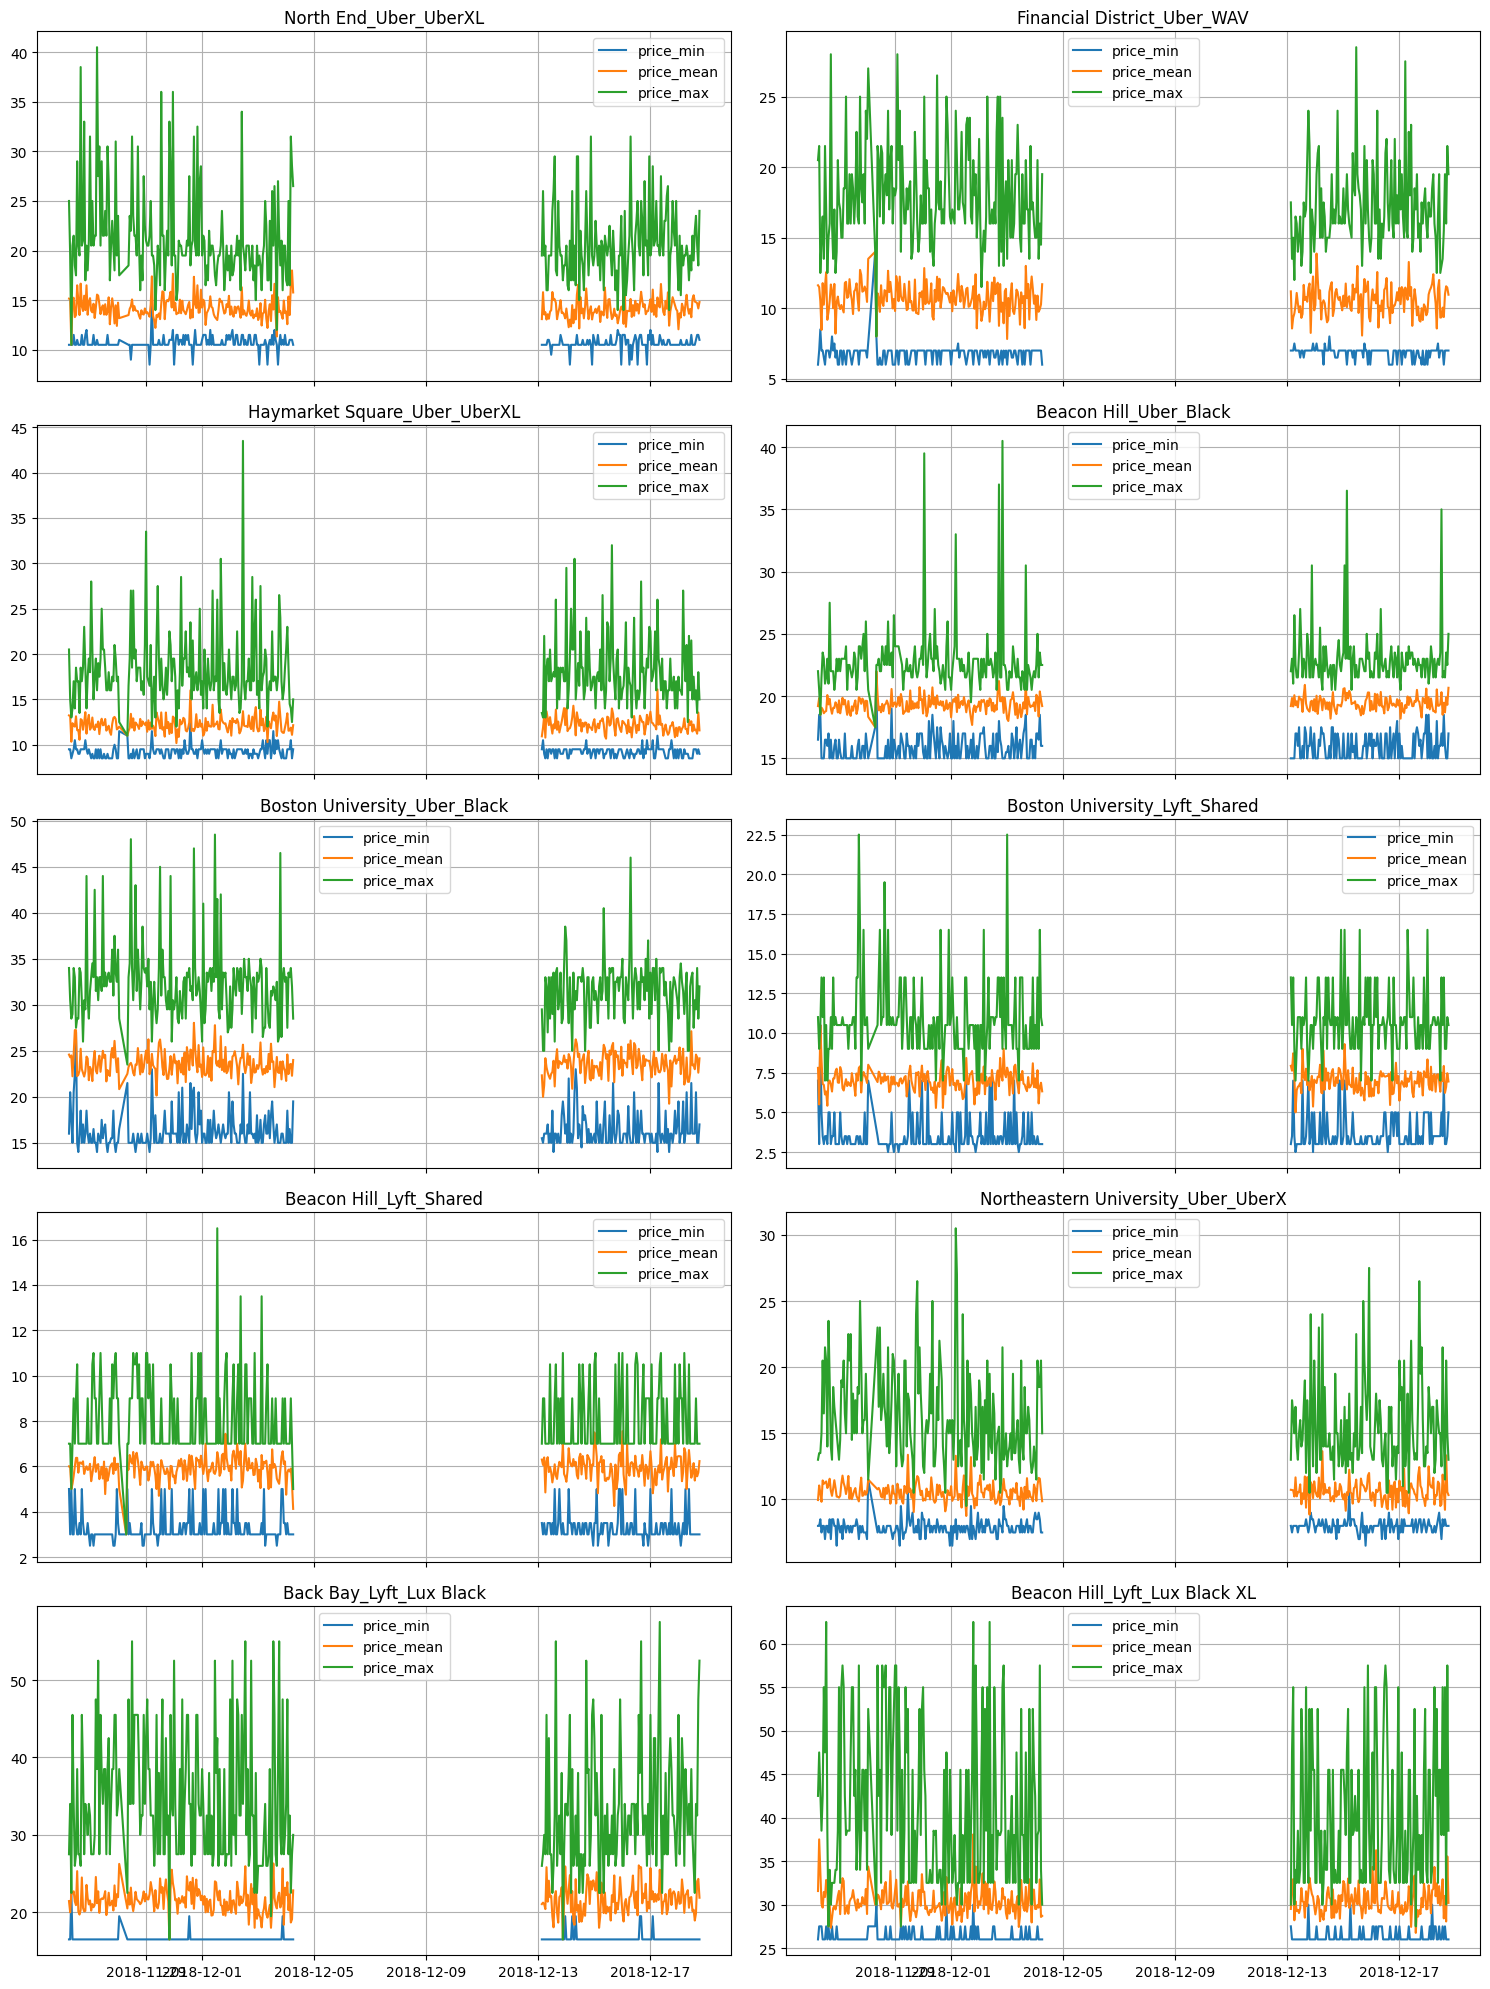 North End_Uber_UberXL
40
35
30
25
20
15
10
price_min
price_mean
price_max
Financial District_Uber_WAV
25
20
15
10
5
price_min
price_mean
price_max
Haymarket Square_Uber_UberXL
45
40
35
30
25
20
15
10
price_min
price_mean
price_max
Beacon Hill_Uber_Black
40
35
30
25
20
15
price_min
price_mean
price_max
Boston University_Uber_Black
50
45
40
35
30
25
20
15
price_min
price_mean
price_max
Boston University_Lyft_Shared
22.5
20.0
17.5
15.0
12.5
10.0
7.5
5.0
2.5
price_min
price_mean
price_max
Beacon Hill_Lyft_Shared
16
14
12
10
8
6
4
2
price_min
price_mean
price_max
Northeastern University_Uber_UberX
30
25
20
15
10
price_min
price_mean
price_max
Back Bay_Lyft_Lux Black
50
40
30
20
price_min
price_mean
price_max
2018-11-29
2018-12-01
2018-12-05
2018-12-09
2018-12-13
2018-12-17
Beacon Hill_Lyft_Lux Black XL
60
55
50
45
40
35
30
25
price_min
price_mean
price_max
2018-11-29
2018-12-01
2018-12-05
2018-12-09
2018-12-13
2018-12-17